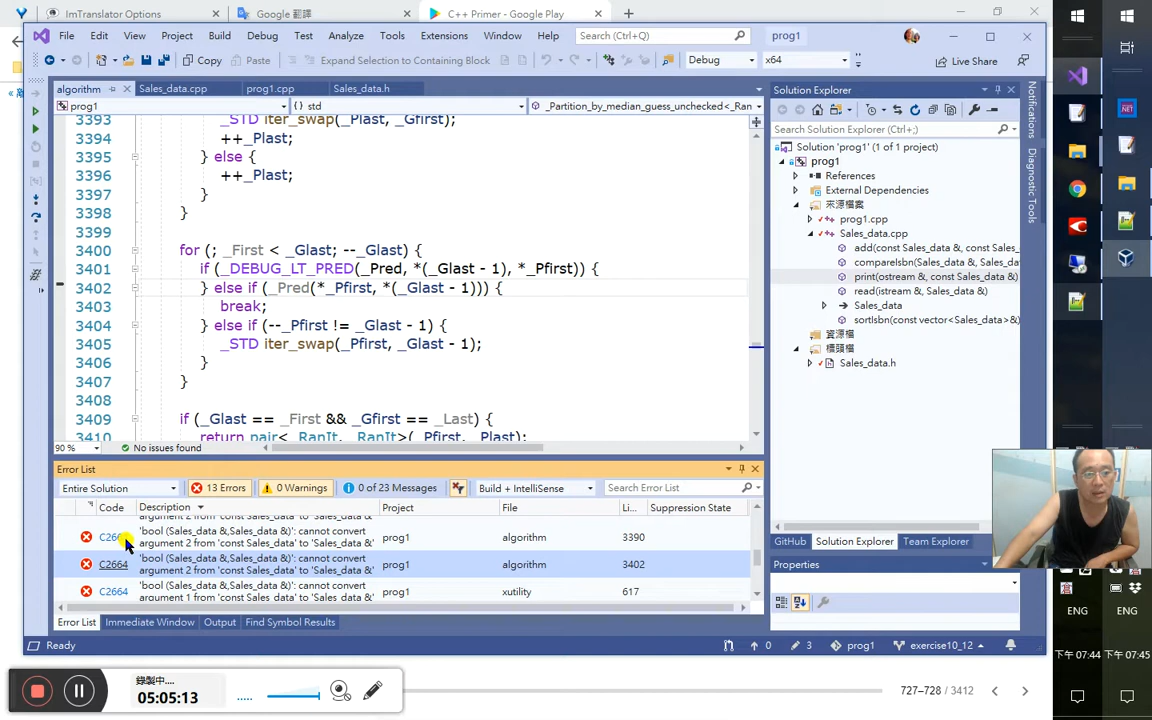 ImTranslator Options
Google 翻譯
C++ Primer - Google Play
File Edit View Project Build Debug Test Analyze Tools Extensions Window Help Search (Ctrl+Q) prog1
Copy Paste Expand Selection to Containing Block Debug x64 Live Share
algorithm Sales_data.cpp prog1.cpp Sales_data.h
prog1 std _Partition_by_median_guess_unchecked<_Ran
3393 _STD iter_swap(_Plast, _Gfirst);
3394 ++_Plast;
3395 } else {
3396 ++_Plast;
3397 }
3398 }
3400 for (; _First < _Glast; --_Glast) {
3401 if (_DEBUG_LT_PRED(_Pred, *(_Glast - 1), *_Pfirst)) {
3402 } else if (_Pred(*_Pfirst, *(_Glast - 1))) {
3403 break;
3404 } else if (--_Pfirst != _Glast - 1) {
3405 _STD iter_swap(_Pfirst, _Glast - 1);
3406 }
3407 }
3408
3409 if (_Glast == _First && _Gfirst == _Last) {
3410 return pair<_RanIt, _RanIt>(_Pfirst, _Plast);
90 % No issues found
Solution Explorer
Search Solution Explorer (Ctrl+;)
Solution 'prog1' (1 of 1 project)
prog1
References
External Dependencies
來源檔案
prog1.cpp
Sales_data.cpp
add(const Sales_data &, const Sales_
compareIsbn(Sales_data &, Sales_da
print(ostream &, const Sales_data &)
read(istream &, Sales_data &)
Sales_data
sortIsbn(const vector<Sales_data>&)
資源檔
標頭檔
Sales_data.h
GitHub Solution Explorer Team Explorer
Properties
Notifications
Diagnostic Tools
Error List
Entire Solution 13 Errors 0 Warnings 0 of 23 Messages Build + IntelliSense Search Error List
Code Description Project File Li... Suppression State
argument 2 from 'const Sales_data' to 'Sales_data &'
'bool (Sales_data &,Sales_data &)': cannot convert
argument 2 from 'const Sales_data' to 'Sales_data &' prog1 algorithm 3390
C2664 'bool (Sales_data &,Sales_data &)': cannot convert
argument 2 from 'const Sales_data' to 'Sales_data &' prog1 algorithm 3402
C2664 'bool (Sales_data &,Sales_data &)': cannot convert
argument 1 from 'const Sales_data' to 'Sales_data &' prog1 xutility 617
Error List Immediate Window Output Find Symbol Results
Ready 0 3 prog1 exercise10_12
錄製中...
05:05:13
727–728 / 3412
ENG ENG
下午 07:44 下午 07:45